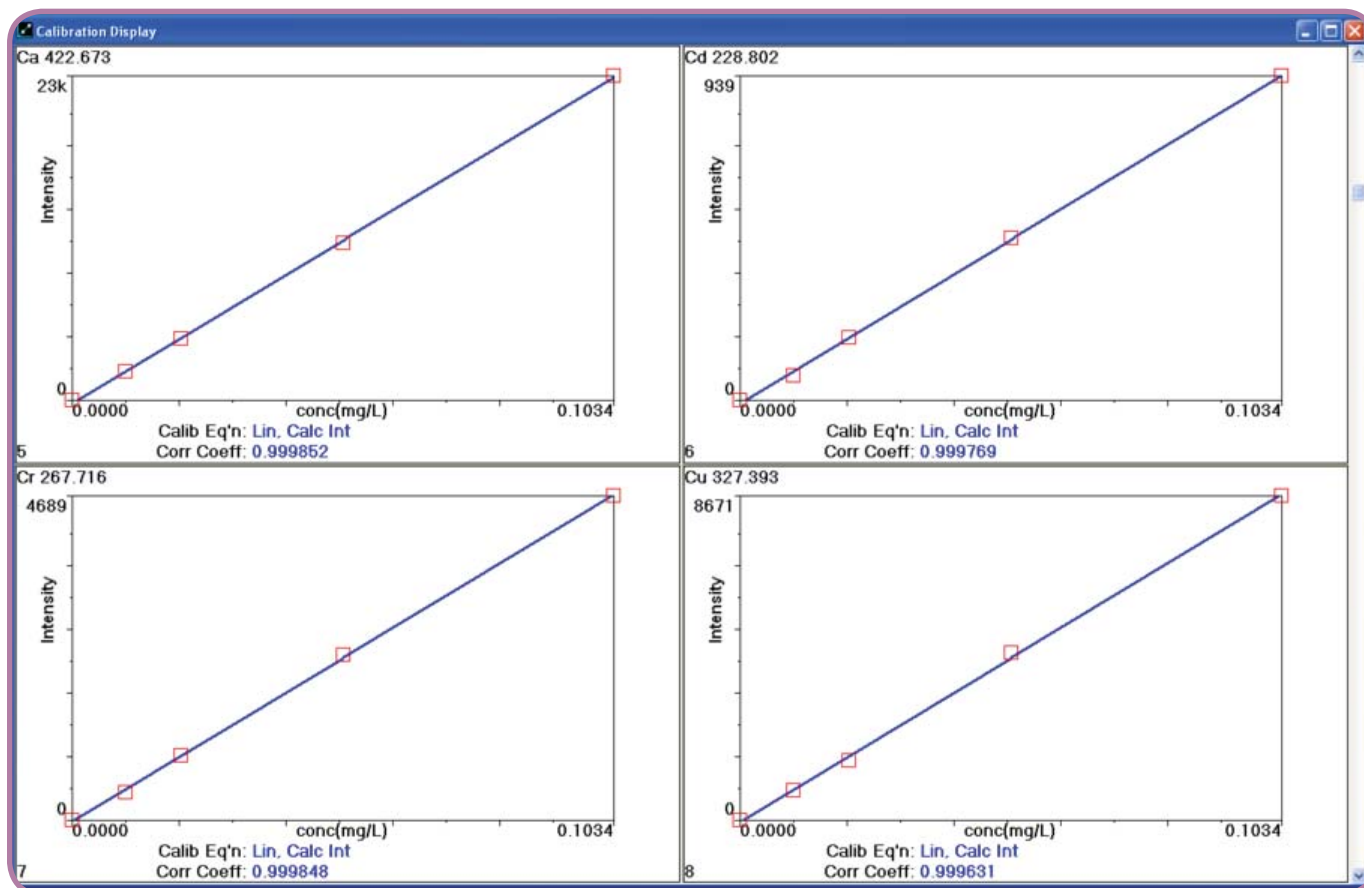 Calibration Display
Ca 422.673
23k
Intensity
0
0.0000 conc(mg/L) 0.1034
Calib Eq'n: Lin, Calc Int
Corr Coeff: 0.999852
5
Cd 228.802
939
Intensity
0
0.0000 conc(mg/L) 0.1034
Calib Eq'n: Lin, Calc Int
Corr Coeff: 0.999769
6
Cr 267.716
4689
Intensity
0
0.0000 conc(mg/L) 0.1034
Calib Eq'n: Lin, Calc Int
Corr Coeff: 0.999848
7
Cu 327.393
8671
Intensity
0
0.0000 conc(mg/L) 0.1034
Calib Eq'n: Lin, Calc Int
Corr Coeff: 0.999631
8